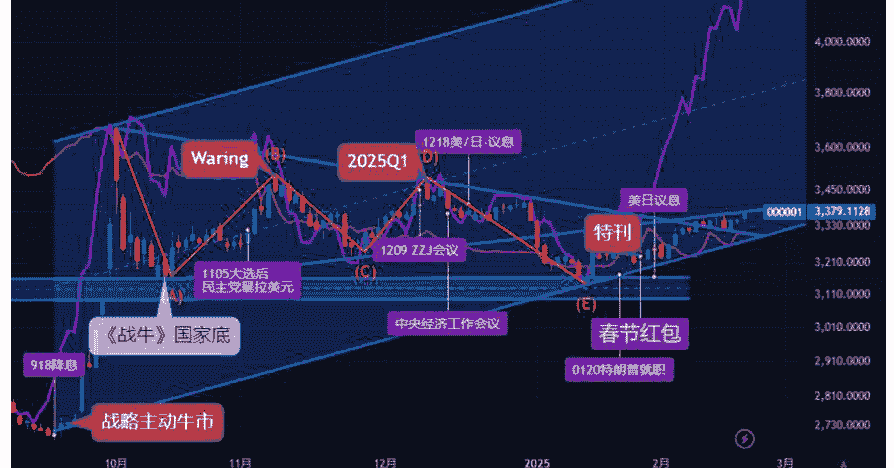 4,000.0000
3,800.0000
1218美/日·议息
3,600.0000
Waring
(B)
2025Q1
D)
3,450.0000
美日议息
000001
3,379.1128
3,330.0000
特刊
1209 ZZJ会议
3,210.0000
1105大选后
民主党暴拉美元
(C)
A)
(E)
3,110.0000
《战牛》国家底
中央经济工作会议
春节红包
3,010.0000
918降息
0120特朗普就职
2,910.0000
2,810.0000
战略主动牛市
2,730.0000
10月
11月
12月
2025
2月
3月